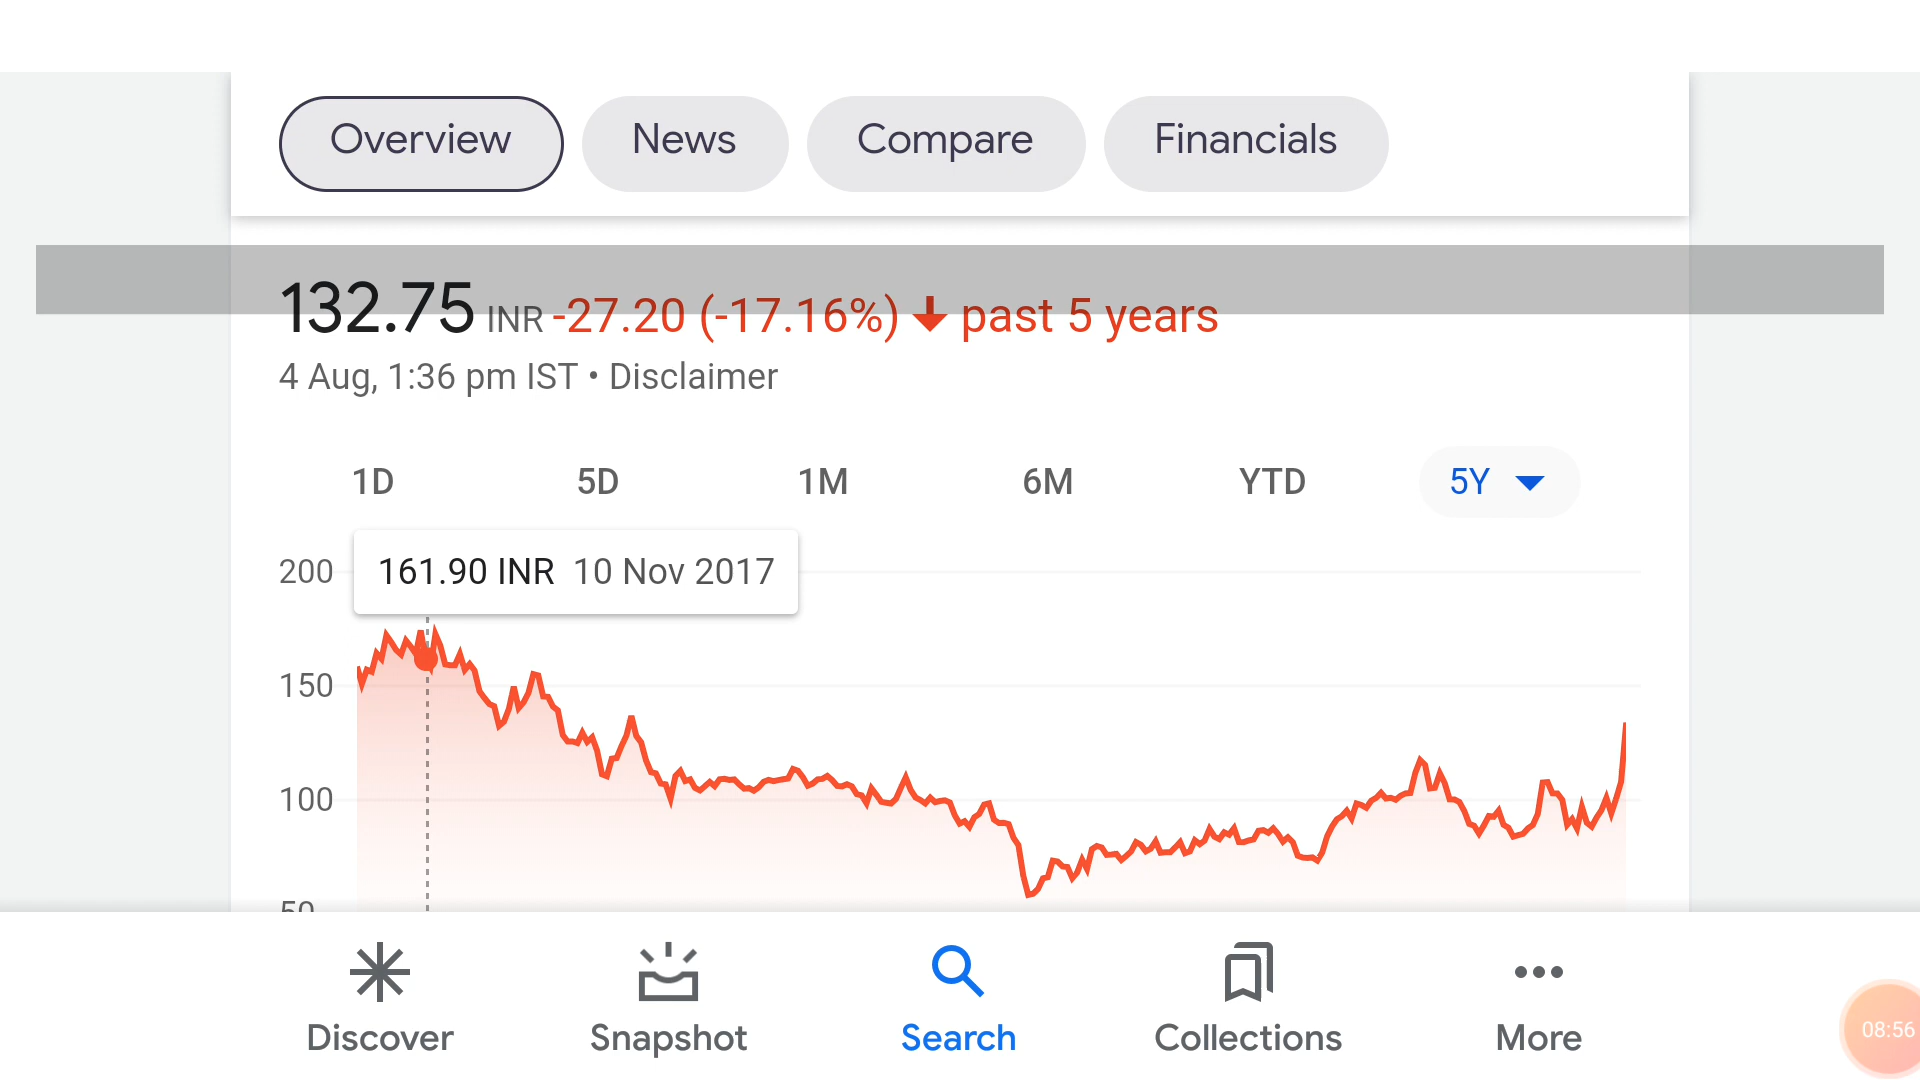 Overview News Compare Financials
132.75 INR -27.20 (-17.16%) past 5 years
4 Aug, 1:36 pm IST • Disclaimer
1D 5D 1M 6M YTD 5Y
161.90 INR 10 Nov 2017
200
150
100
50
Discover Snapshot Search Collections More
08:56